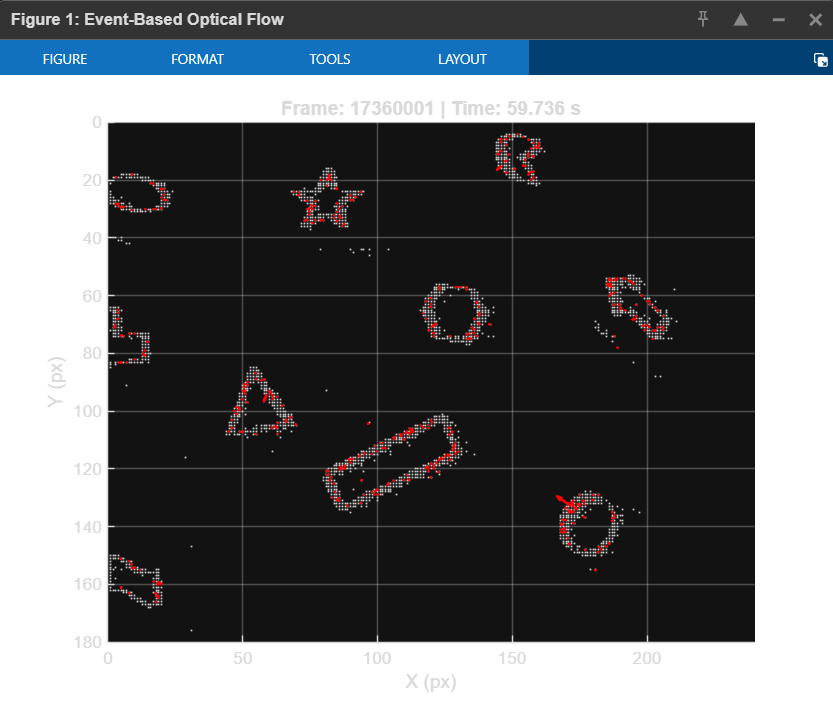 Figure 1: Event-Based Optical Flow
FIGURE FORMAT TOOLS LAYOUT
Frame: 17360001 | Time: 59.736 s
0
20
40
60
80
100
120
140
160
180
Y (px)
0 50 100 150 200
X (px)